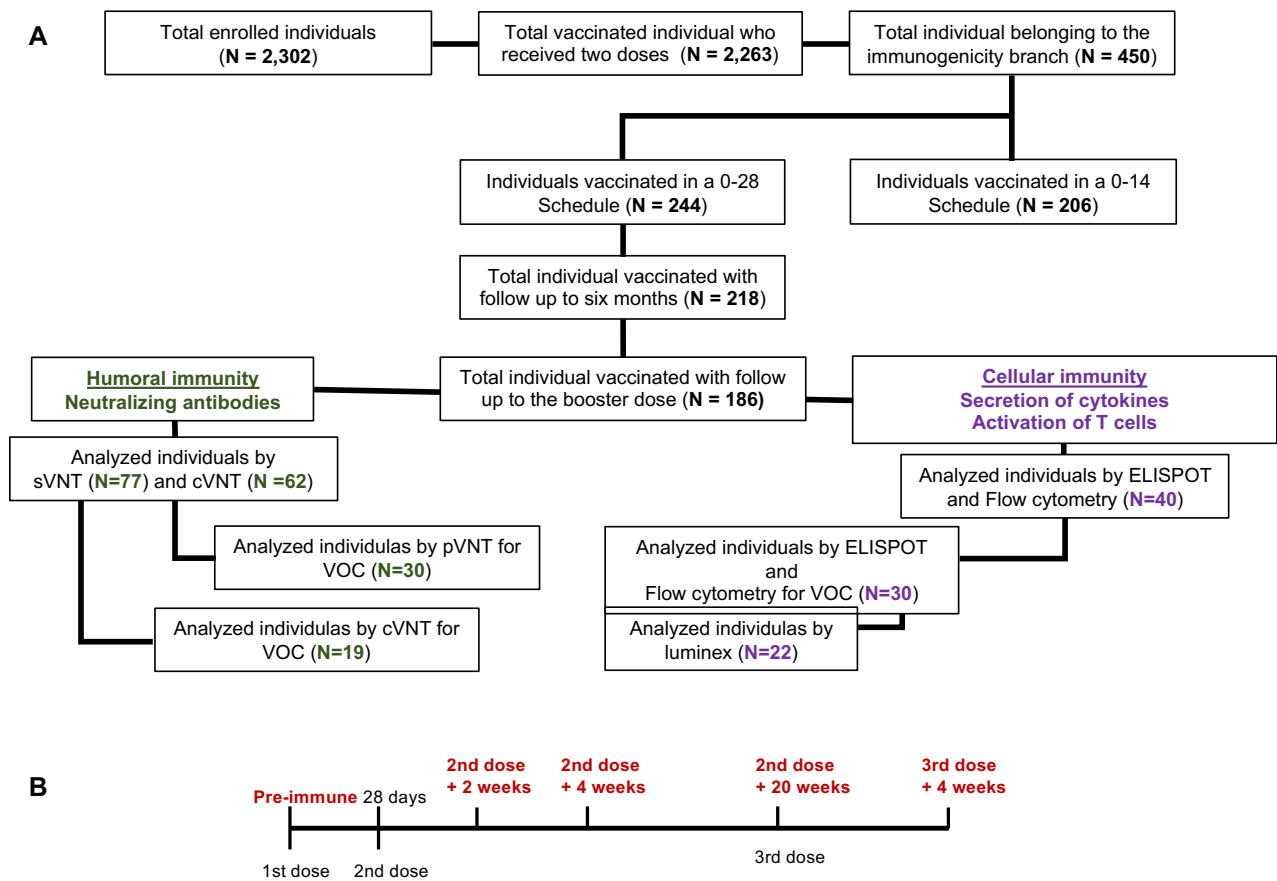 A
Total enrolled individuals
(N = 2,302)
Total vaccinated individual who
received two doses (N = 2,263)
Total individual belonging to the
immunogenicity branch (N = 450)
Individuals vaccinated in a 0-28
Schedule (N = 244)
Individuals vaccinated in a 0-14
Schedule (N = 206)
Total individual vaccinated with
follow up to six months (N = 218)
Humoral immunity
Neutralizing antibodies
Total individual vaccinated with follow
up to the booster dose (N = 186)
Cellular immunity
Secretion of cytokines
Activation of T cells
Analyzed individuals by
sVNT (N=77) and cVNT (N =62)
Analyzed individuals by ELISPOT
and Flow cytometry (N=40)
Analyzed individulas by pVNT for
VOC (N=30)
Analyzed individuals by ELISPOT
and
Flow cytometry for VOC (N=30)
Analyzed individulas by cVNT for
VOC (N=19)
Analyzed individulas by
luminex (N=22)
B
Pre-immune
28 days
2nd dose
+ 2 weeks
2nd dose
+ 4 weeks
2nd dose
+ 20 weeks
3rd dose
+ 4 weeks
1st dose
2nd dose
3rd dose